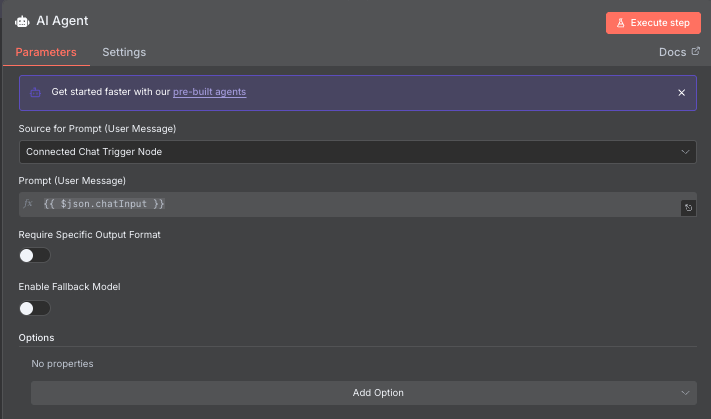 AI Agent
Execute step
Parameters Settings Docs
Get started faster with our pre-built agents
Source for Prompt (User Message)
Connected Chat Trigger Node
Prompt (User Message)
fx {{ $json.chatInput }}
Require Specific Output Format
Enable Fallback Model
Options
No properties
Add Option